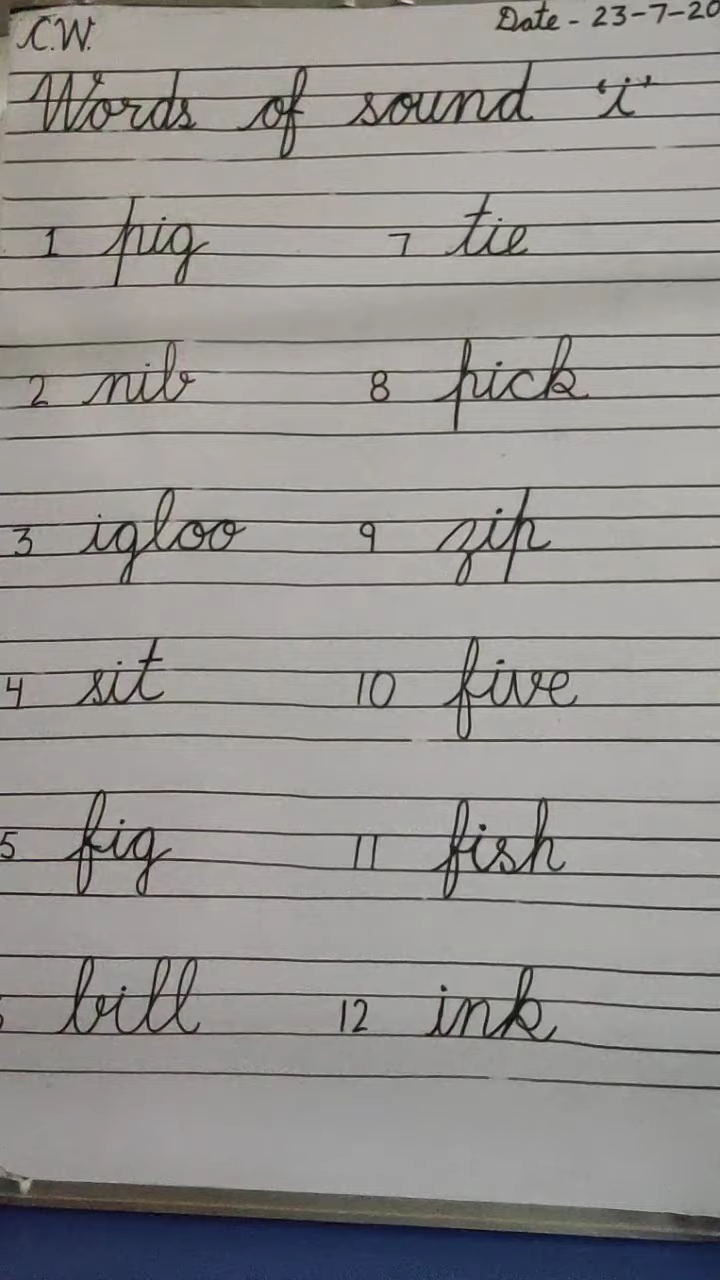 C.W. Date - 23-7-20
Words of sound 'i'
1 pig 7 tie
2 nib 8 pick
3 igloo 9 zip
4 sit 10 five
5 fig 11 fish
bill 12 ink